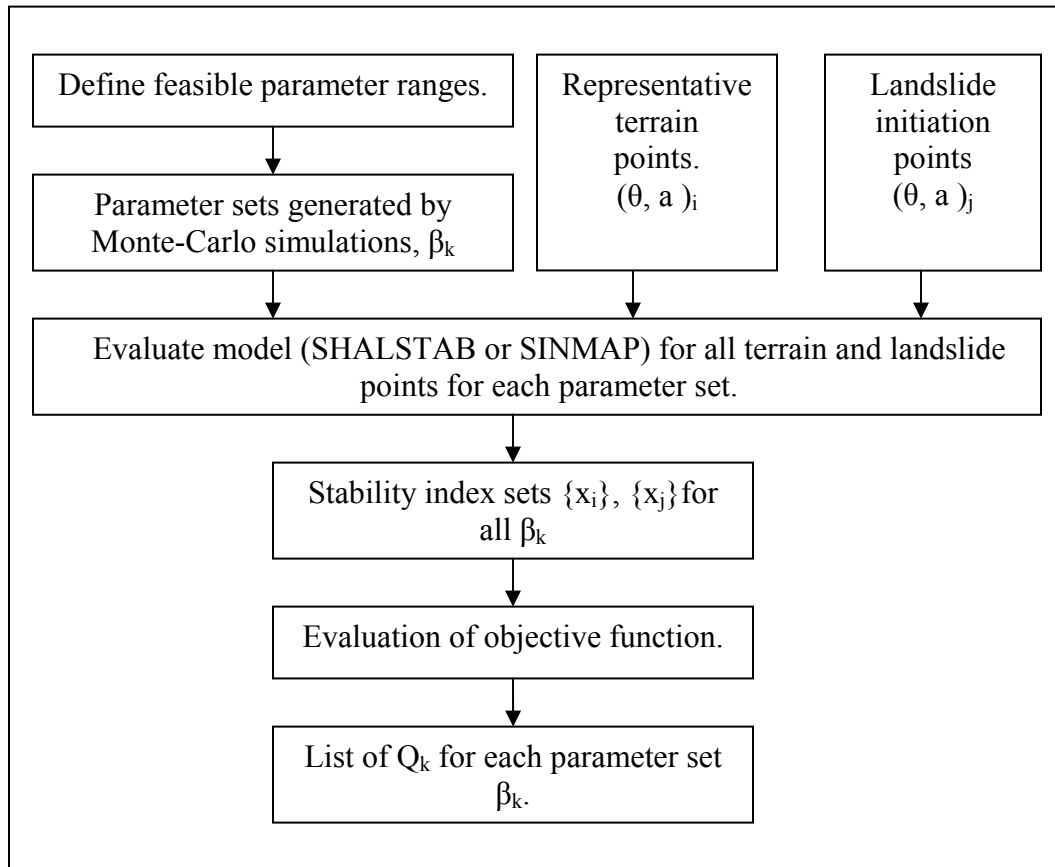 Define feasible parameter ranges.
Parameter sets generated by
Monte-Carlo simulations, βk
Representative
terrain
points.
(θ, a )i
Landslide
initiation
points
(θ, a )j
Evaluate model (SHALSTAB or SINMAP) for all terrain and landslide
points for each parameter set.
Stability index sets {xi}, {xj}for
all βk
Evaluation of objective function.
List of Qk for each parameter set
βk.